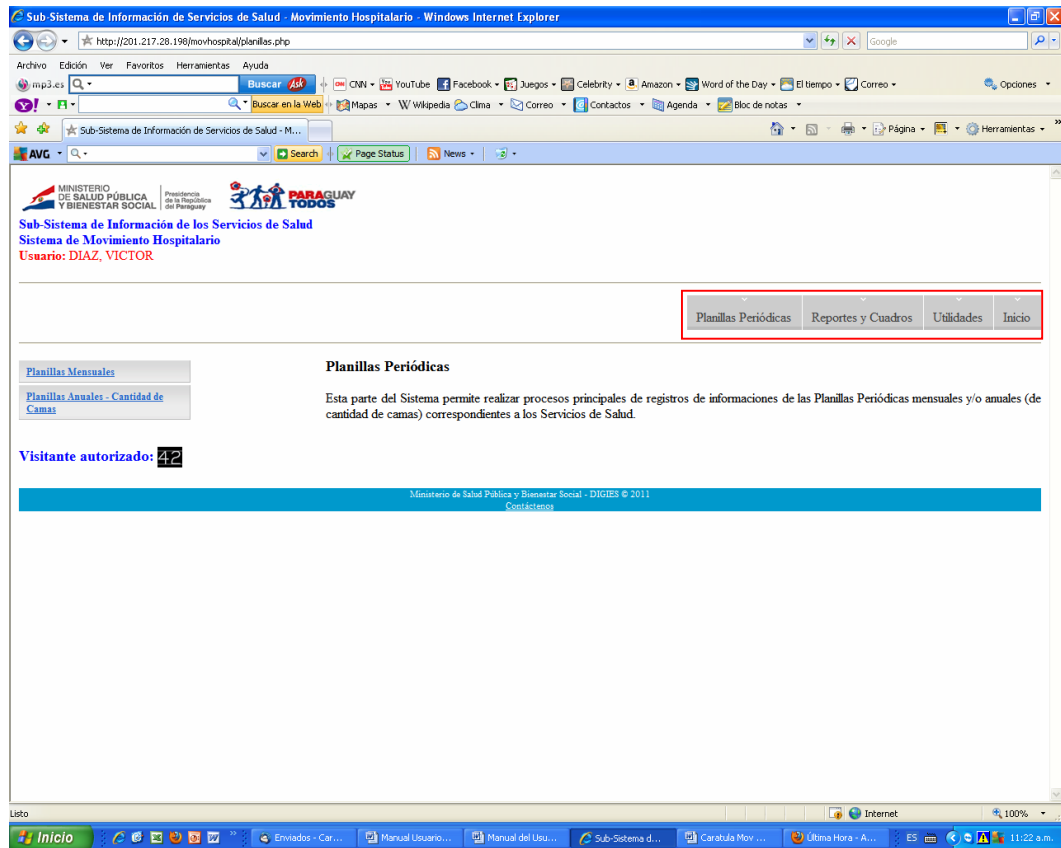 Sub-Sistema de Información de Servicios de Salud - Movimiento Hospitalario - Windows Internet Explorer
http://201.217.28.198/movhospital/planillas.php
Google
Archivo Edición Ver Favoritos Herramientas Ayuda
mp3.es Buscar Ask CNN YouTube Facebook Juegos Celebrity Amazon Word of the Day El tiempo Correo Opciones
Y! Buscar en la Web Mapas W Wikipedia Clima Correo Contactos Agenda Bloc de notas
Sub-Sistema de Información de Servicios de Salud - M... Página Herramientas »
AVG Search Page Status News
MINISTERIO
DE SALUD PÚBLICA
Y BIENESTAR SOCIAL
Presidencia
de la República
del Paraguay
PARAGUAY
TODOS
Sub-Sistema de Información de los Servicios de Salud
Sistema de Movimiento Hospitalario
Usuario: DIAZ, VICTOR
Planillas Periódicas Reportes y Cuadros Utilidades Inicio
Planillas Mensuales
Planillas Anuales - Cantidad de
Camas
Planillas Periódicas
Esta parte del Sistema permite realizar procesos principales de registros de informaciones de las Planillas Periódicas mensuales y/o anuales (de
cantidad de camas) correspondientes a los Servicios de Salud.
Visitante autorizado: 42
Ministerio de Salud Pública y Bienestar Social - DIGIES © 2011
Contáctenos
Listo Internet 100%
Inicio » Enviados - Car... Manual Usuario... Manual del Usu... Sub-Sistema d... Caratula Mov ... Última Hora - A... ES 11:22 a.m.